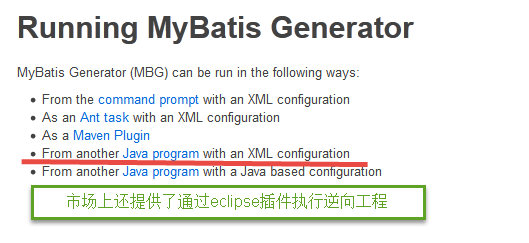 Running MyBatis Generator
MyBatis Generator (MBG) can be run in the following ways:
• From the command prompt with an XML configuration
• As an Ant task with an XML configuration
• As a Maven Plugin
• From another Java program with an XML configuration
• From another Java program with a Java based configuration
市场上还提供了通过eclipse插件执行逆向工程